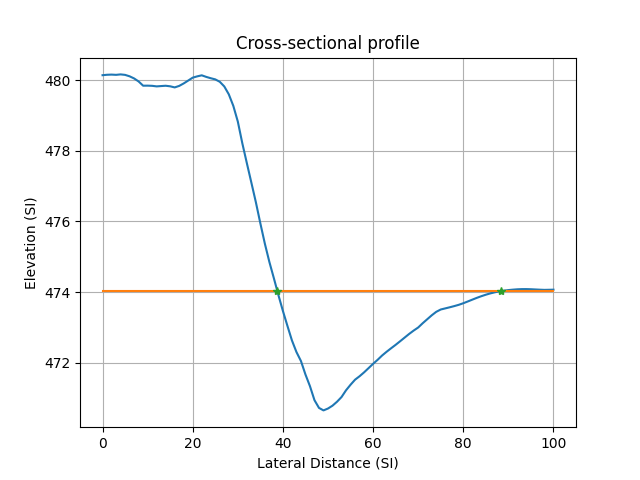 Cross-sectional profile
Elevation (SI)
480
478
476
474
472
0 20 40 60 80 100
Lateral Distance (SI)